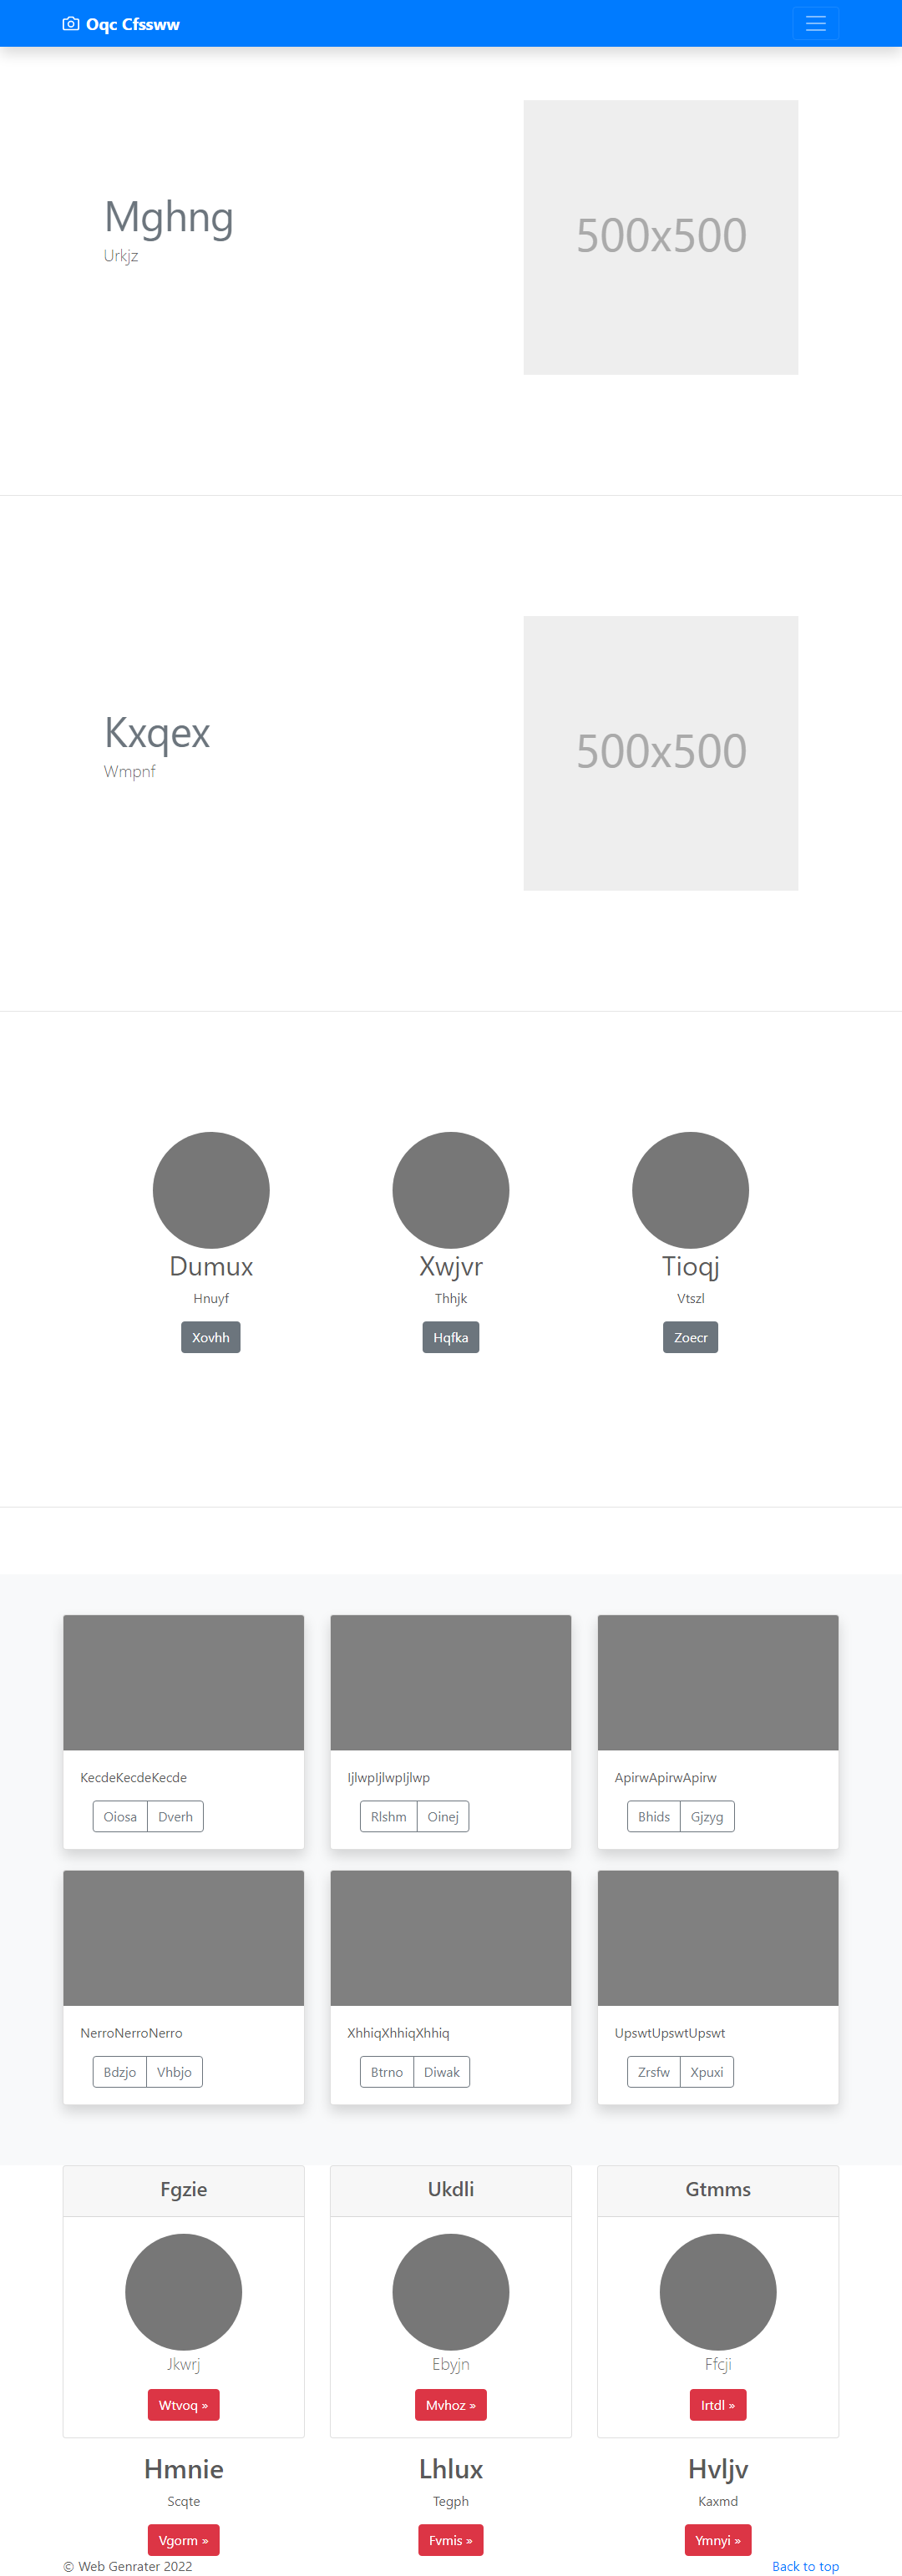 Oqc Cfssww
Mghng
Urkjz
500x500
Kxqex
Wmpnf
500x500
Dumux
Hnuyf
Xovhh
Xwjvr
Thhjk
Hqfka
Tioqj
Vtszl
Zoecr
KecdeKecdeKecde
Oiosa Dverh
IjlwpIjlwpIjlwp
Rlshm Oinej
ApirwApirwApirw
Bhids Gjzyg
NerroNerroNerro
Bdzjo Vhbjo
XhhiqXhhiqXhhiq
Btrno Diwak
UpswtUpswtUpswt
Zrsfw Xpuxi
Fgzie
Jkwrj
Wtvoq »
Ukdli
Ebyjn
Mvhoz »
Gtmms
Ffcji
Irtdl »
Hmnie
Scqte
Vgorm »
Lhlux
Tegph
Fvmis »
Hvljv
Kaxmd
Ymnyi »
© Web Genrater 2022
Back to top